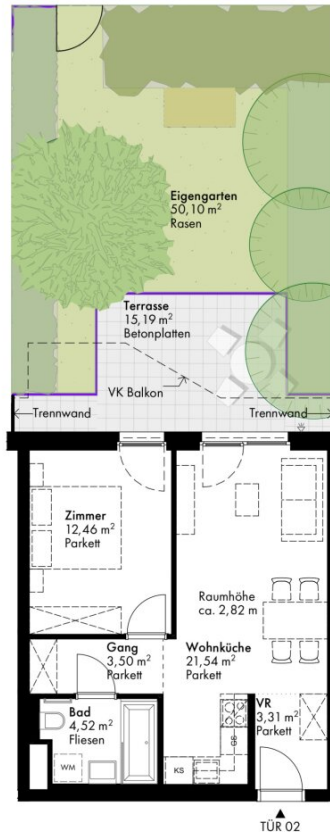 Eigengarten
50,10 m²
Rasen
Terrasse
15,19 m²
Betonplatten
VK Balkon
Trennwand
Trennwand
Zimmer
12,46 m²
Parkett
Raumhöhe
ca. 2,82 m
Gang
3,50 m²
Parkett
Wohnküche
21,54 m²
Parkett
VR
3,31 m²
Parkett
Bad
4,52 m²
Fliesen
WM
KS
GS
TÜR 02